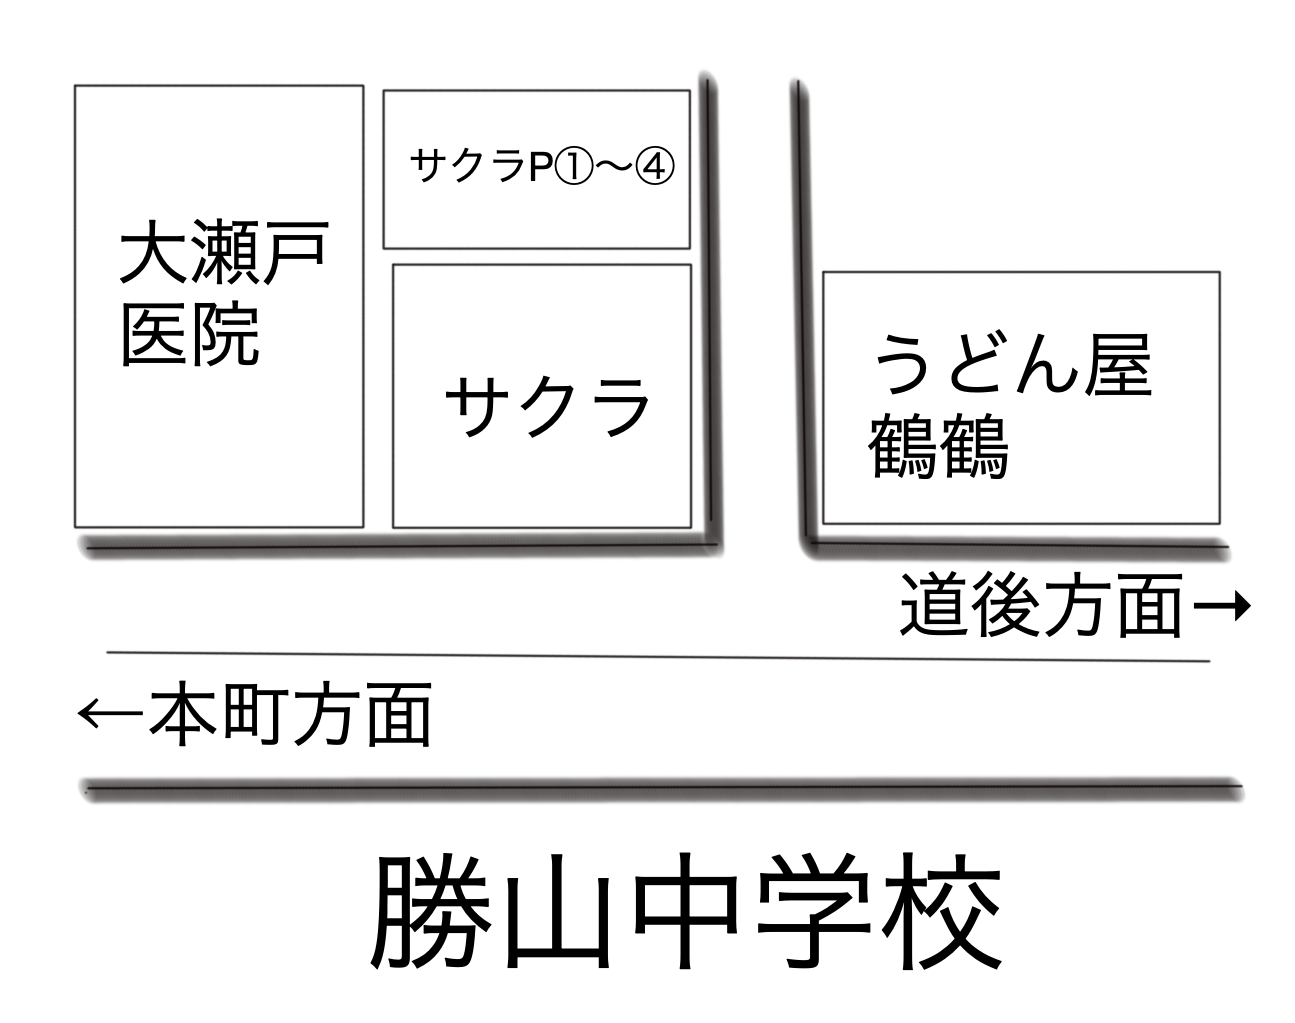 サクラP①～④
大瀬戸
医院
サクラ
うどん屋
鶴鶴
道後方面→
←本町方面
勝山中学校